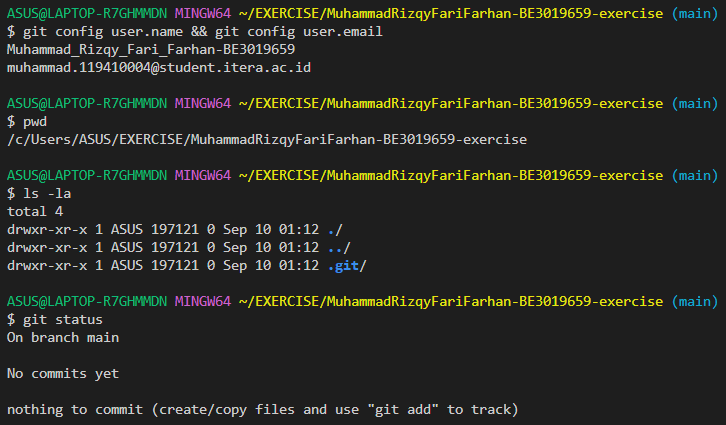 ASUS@LAPTOP-R7GHMMDN MINGW64 ~/EXERCISE/MuhammadRizqyFariFarhan-BE3019659-exercise (main)
$ git config user.name && git config user.email
Muhammad_Rizqy_Fari_Farhan-BE3019659
muhammad.119410004@student.itera.ac.id
ASUS@LAPTOP-R7GHMMDN MINGW64 ~/EXERCISE/MuhammadRizqyFariFarhan-BE3019659-exercise (main)
$ pwd
/c/Users/ASUS/EXERCISE/MuhammadRizqyFariFarhan-BE3019659-exercise
ASUS@LAPTOP-R7GHMMDN MINGW64 ~/EXERCISE/MuhammadRizqyFariFarhan-BE3019659-exercise (main)
$ ls -la
total 4
drwxr-xr-x 1 ASUS 197121 0 Sep 10 01:12 ./
drwxr-xr-x 1 ASUS 197121 0 Sep 10 01:12 ../
drwxr-xr-x 1 ASUS 197121 0 Sep 10 01:12 .git/
ASUS@LAPTOP-R7GHMMDN MINGW64 ~/EXERCISE/MuhammadRizqyFariFarhan-BE3019659-exercise (main)
$ git status
On branch main
No commits yet
nothing to commit (create/copy files and use "git add" to track)